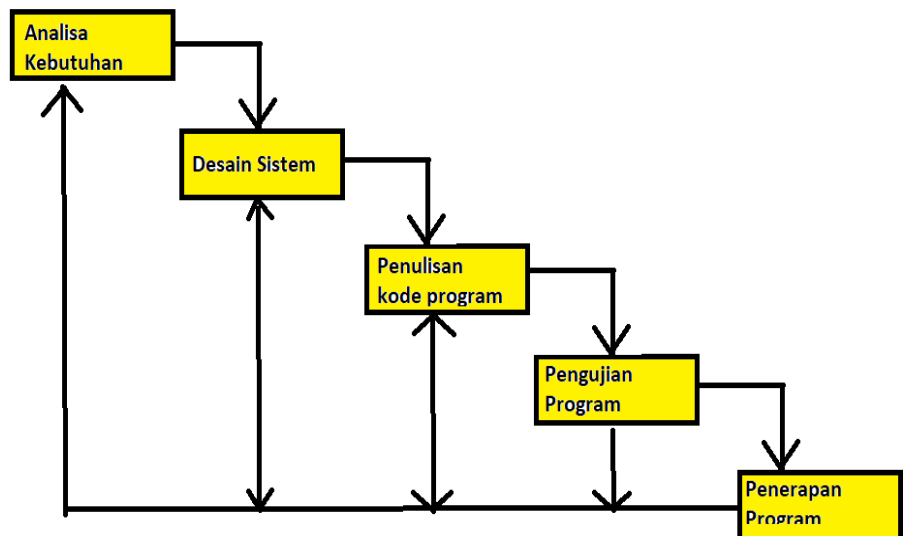 Analisa
Kebutuhan
Desain Sistem
Penulisan
kode program
Pengujian
Program
Penerapan
Program